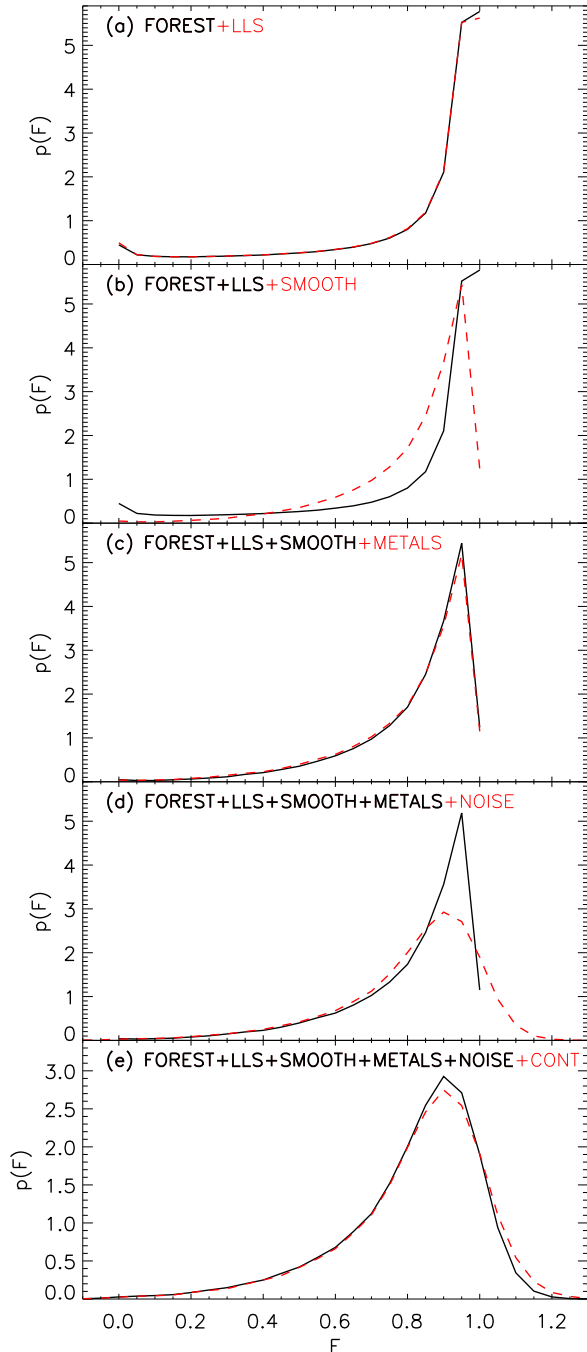 (a) FOREST+LLS
5
4
3
2
1
0
p(F)
(b) FOREST+LLS+SMOOTH
5
4
3
2
1
0
p(F)
(c) FOREST+LLS+SMOOTH+METALS
5
4
3
2
1
0
p(F)
(d) FOREST+LLS+SMOOTH+METALS+NOISE
5
4
3
2
1
0
p(F)
(e) FOREST+LLS+SMOOTH+METALS+NOISE+CONT
3.0
2.5
2.0
1.5
1.0
0.5
0.0
p(F)
0.0 0.2 0.4 0.6 0.8 1.0 1.2
F